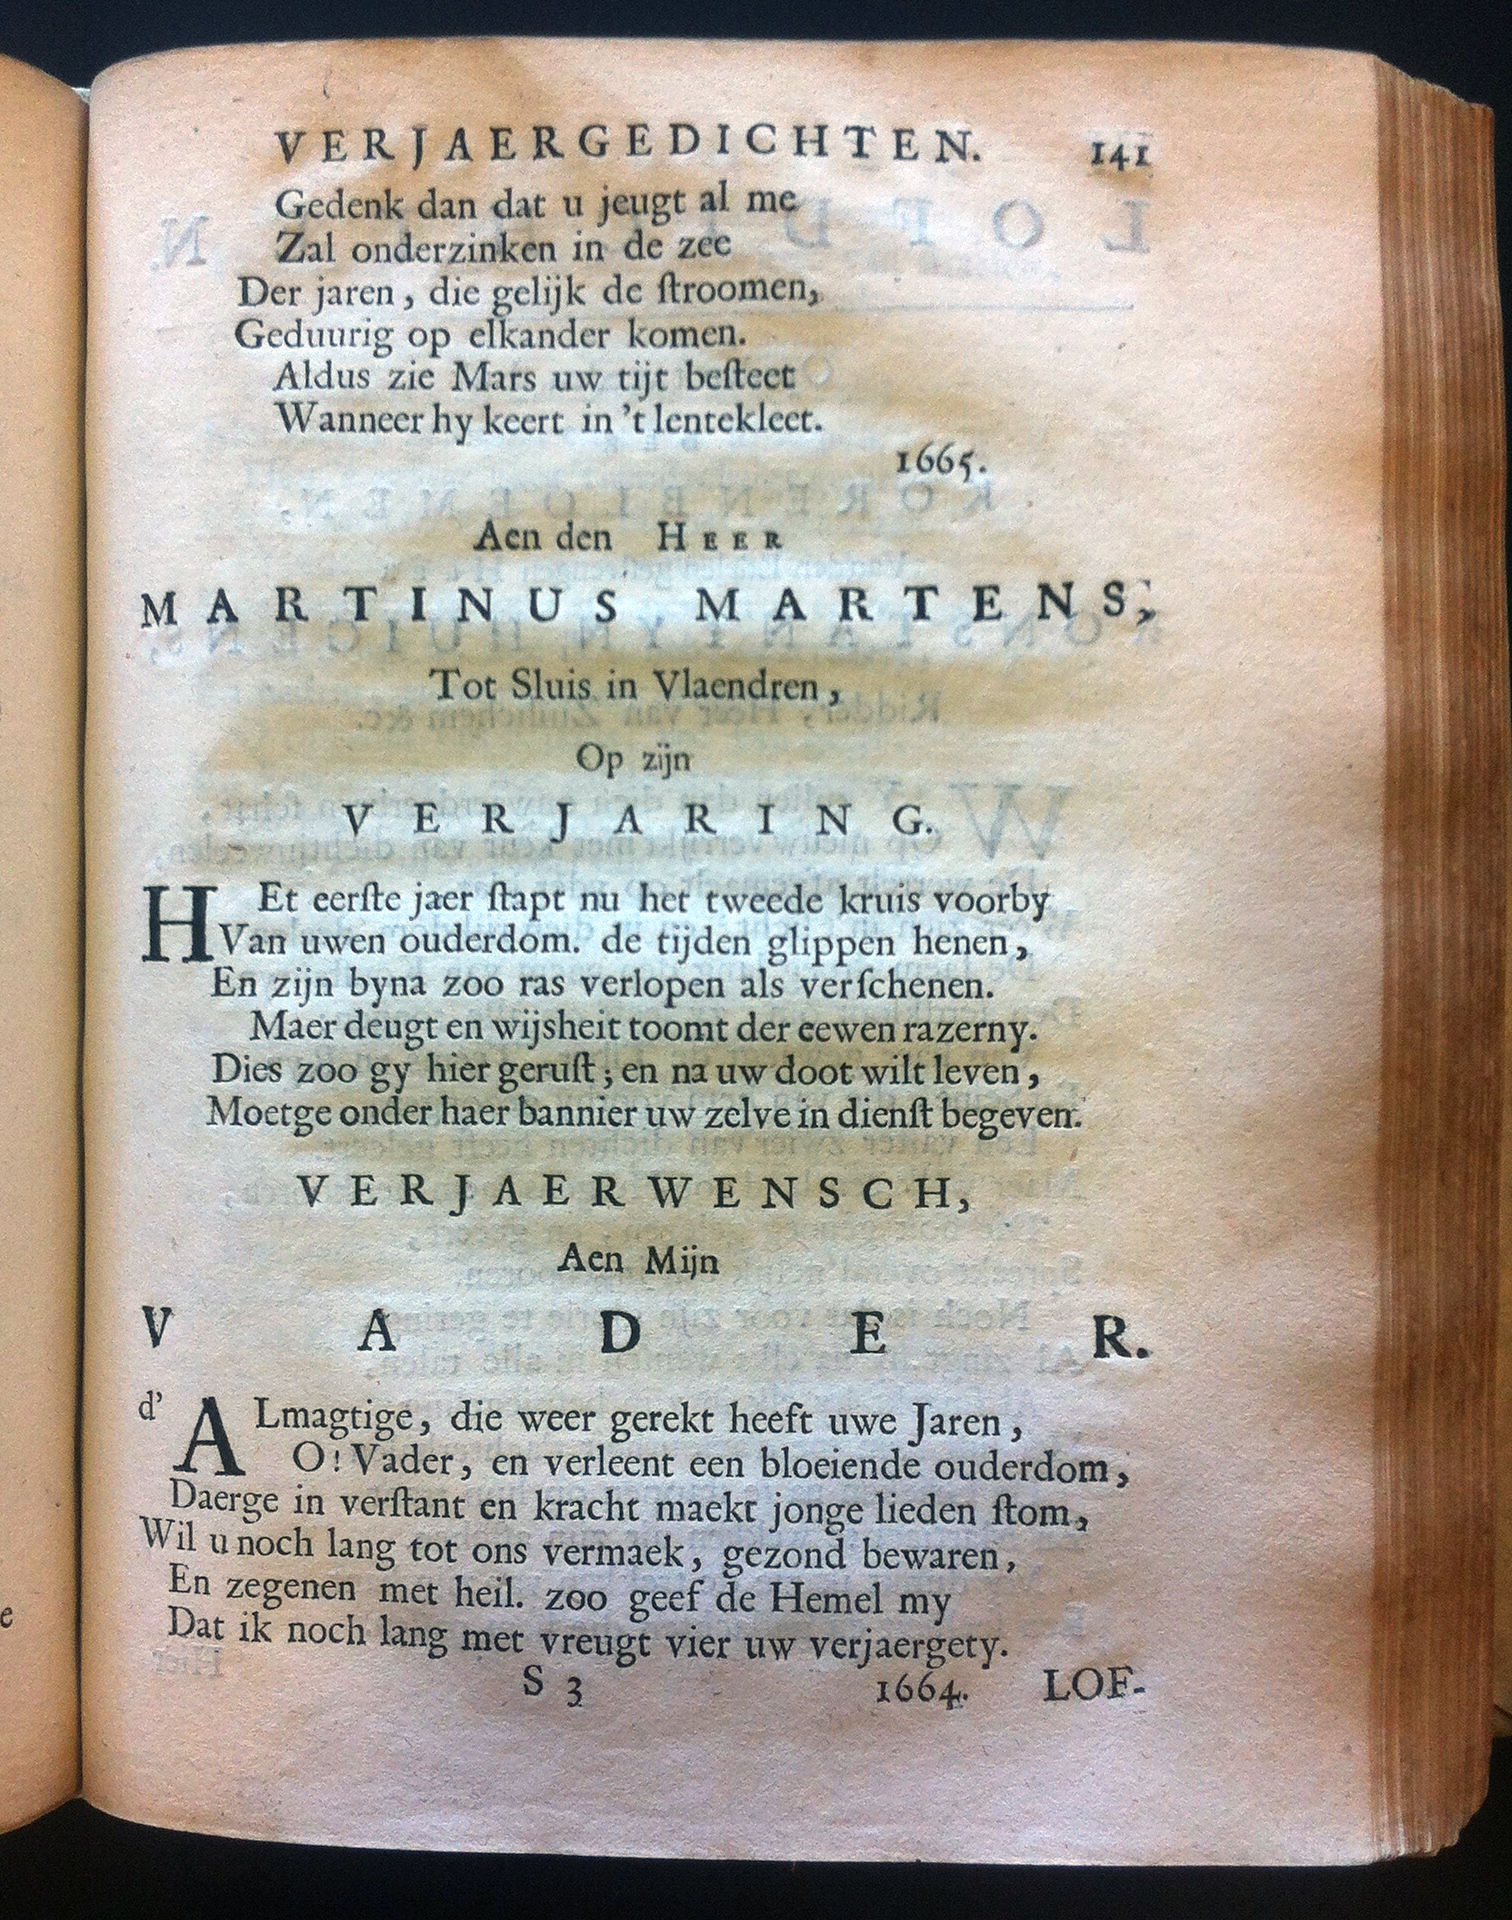 VERJAERGEDICHTEN. 141
Gedenk dan dat u jeugt al me
Zal onderzinken in de zee
Der jaren, die gelijk de ſtroomen,
Geduurig op elkander komen.
Aldus zie Mars uw tijt beſteet
Wanneer hy keert in 't lentekleet.
1665.
Aen den HEER
MARTINUS MARTENS,
Tot Sluis in Vlaendren,
Op zijn
VERJARING.
HEt eerſte jaer ſtapt nu het tweede kruis voorby
Van uwen ouderdom. de tijden glippen henen,
En zijn byna zoo ras verlopen als verſchenen.
Maer deugt en wijsheit toomt der eewen razerny.
Dies zoo gy hier geruſt; en na uw doot wilt leven,
Moetge onder haer bannier uw zelve in dienſt begeven.
VERJAERWENSCH,
Aen Mijn
VADER.
d'ALmagtige, die weer gerekt heeft uwe Jaren,
O! Vader, en verleent een bloeiende ouderdom,
Daerge in verſtant en kracht maekt jonge lieden ſtom,
Wil u noch lang tot ons vermaek, gezond bewaren,
En zegenen met heil. zoo geef de Hemel my
Dat ik noch lang met vreugt vier uw verjaergety.
S 3 1664. LOF-